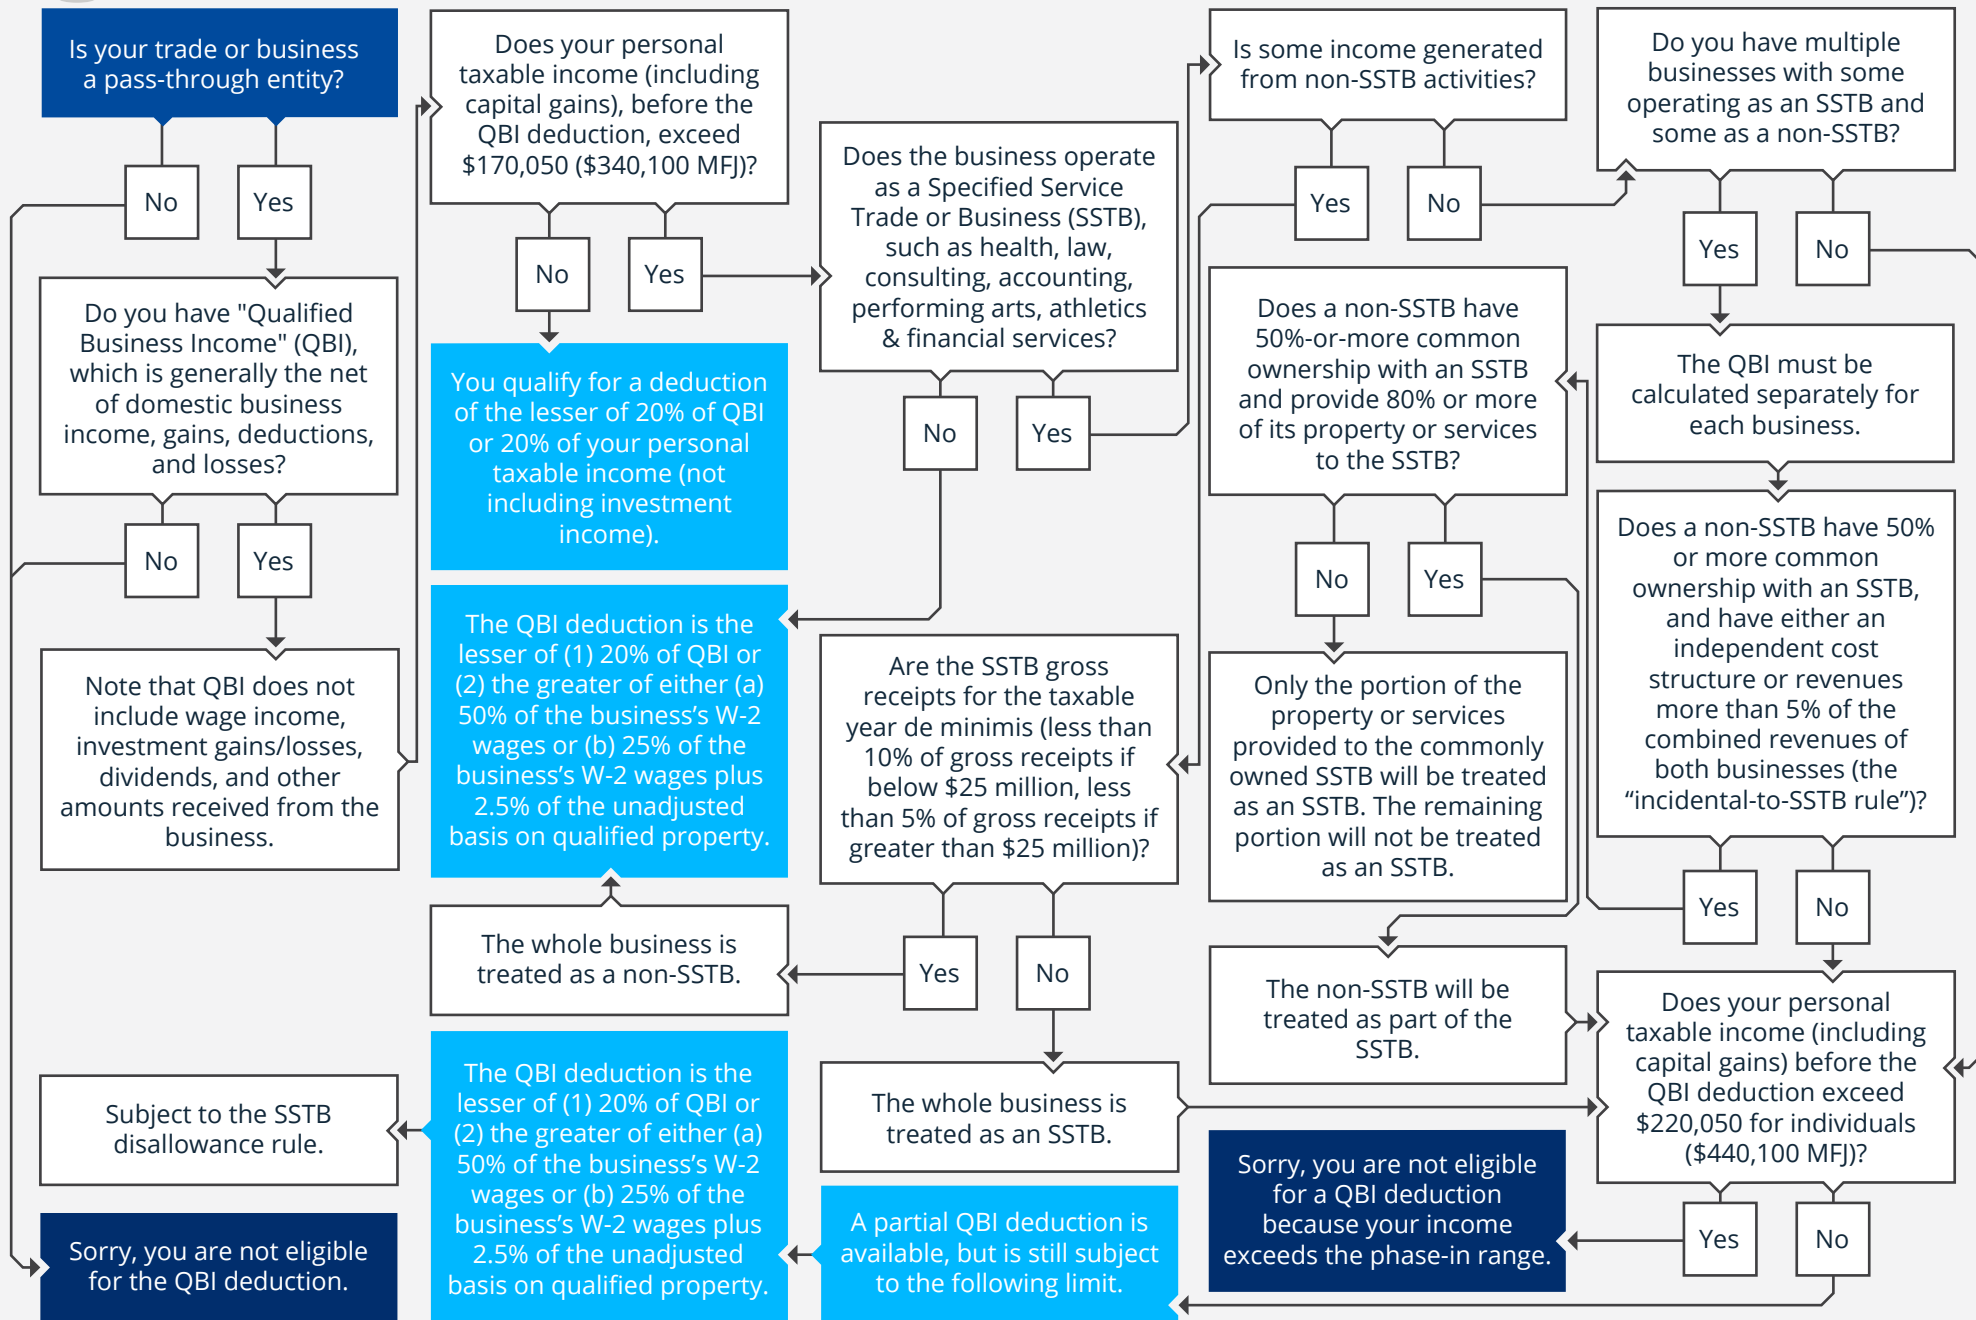 Is your trade or business
a pass-through entity?
No
Yes
Do you have "Qualified
Business Income" (QBI),
which is generally the net
of domestic business
income, gains, deductions,
and losses?
No
Yes
Note that QBI does not
include wage income,
investment gains/losses,
dividends, and other
amounts received from the
business.
Does your personal
taxable income (including
capital gains), before the
QBI deduction, exceed
$170,050 ($340,100 MFJ)?
No
Yes
You qualify for a deduction
of the lesser of 20% of QBI
or 20% of your personal
taxable income (not
including investment
income).
Does the business operate
as a Specified Service
Trade or Business (SSTB),
such as health, law,
consulting, accounting,
performing arts, athletics
& financial services?
No
Yes
The QBI deduction is the
lesser of (1) 20% of QBI or
(2) the greater of either (a)
50% of the business’s W-2
wages or (b) 25% of the
business’s W-2 wages plus
2.5% of the unadjusted
basis on qualified property.
Is some income generated
from non-SSTB activities?
Yes
No
Are the SSTB gross
receipts for the taxable
year de minimis (less than
10% of gross receipts if
below $25 million, less
than 5% of gross receipts if
greater than $25 million)?
Yes
No
The whole business is
treated as a non-SSTB.
The whole business is
treated as an SSTB.
Do you have multiple
businesses with some
operating as an SSTB and
some as a non-SSTB?
Yes
No
The QBI must be
calculated separately for
each business.
Does a non-SSTB have 50%
or more common
ownership with an SSTB,
and have either an
independent cost
structure or revenues
more than 5% of the
combined revenues of
both businesses (the
“incidental-to-SSTB rule”)?
Yes
No
Does a non-SSTB have
50%-or-more common
ownership with an SSTB
and provide 80% or more
of its property or services
to the SSTB?
No
Yes
Only the portion of the
property or services
provided to the commonly
owned SSTB will be treated
as an SSTB. The remaining
portion will not be treated
as an SSTB.
The non-SSTB will be
treated as part of the
SSTB.
Does your personal
taxable income (including
capital gains) before the
QBI deduction exceed
$220,050 for individuals
($440,100 MFJ)?
Yes
No
Sorry, you are not eligible
for a QBI deduction
because your income
exceeds the phase-in range.
A partial QBI deduction is
available, but is still subject
to the following limit.
The QBI deduction is the
lesser of (1) 20% of QBI or
(2) the greater of either (a)
50% of the business’s W-2
wages or (b) 25% of the
business’s W-2 wages plus
2.5% of the unadjusted
basis on qualified property.
Subject to the SSTB
disallowance rule.
Sorry, you are not eligible
for the QBI deduction.